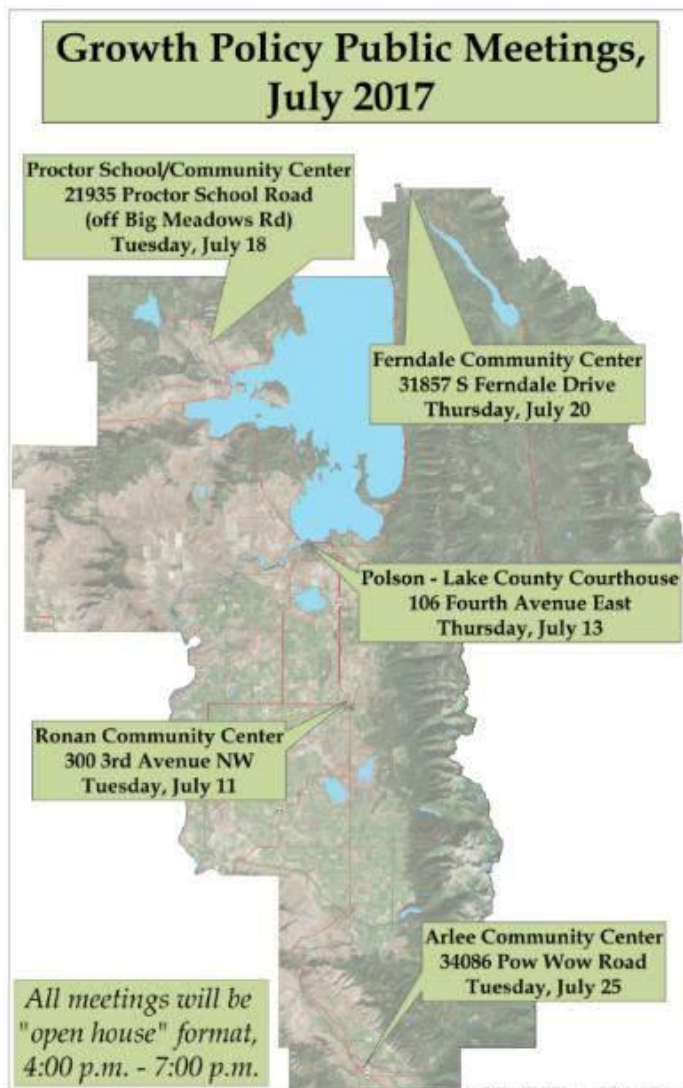 Growth Policy Public Meetings,
July 2017
Proctor School/Community Center
21935 Proctor School Road
(off Big Meadows Rd)
Tuesday, July 18
Ferndale Community Center
31857 S Ferndale Drive
Thursday, July 20
Polson - Lake County Courthouse
106 Fourth Avenue East
Thursday, July 13
Ronan Community Center
300 3rd Avenue NW
Tuesday, July 11
Arlee Community Center
34086 Pow Wow Road
Tuesday, July 25
All meetings will be
"open house" format,
4:00 p.m. - 7:00 p.m.